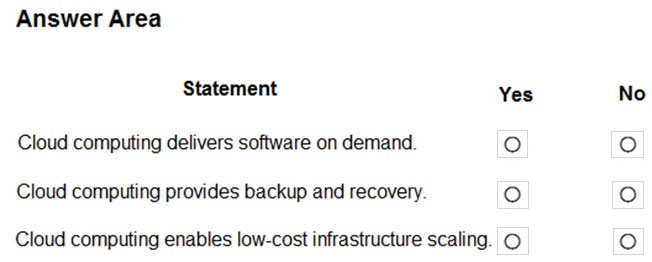 Answer Area
Statement Yes No
Cloud computing delivers software on demand.
Cloud computing provides backup and recovery.
Cloud computing enables low-cost infrastructure scaling.